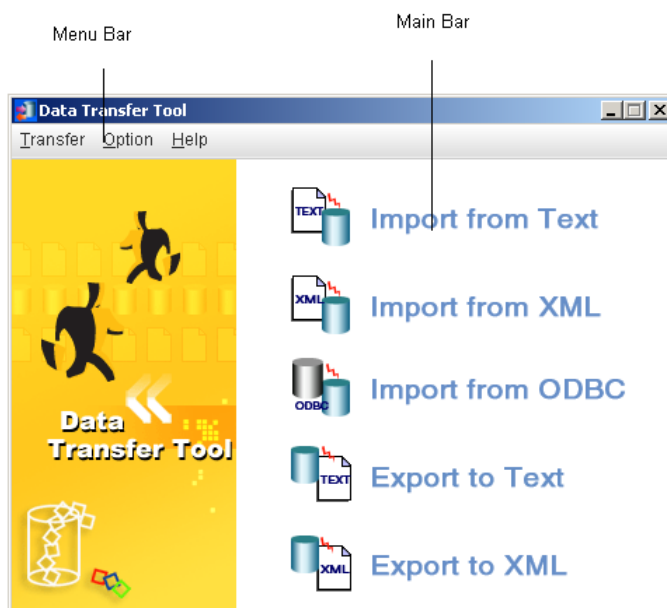 Menu Bar
Main Bar
Data Transfer Tool
Transfer Option Help
TEXT
Import from Text
XML
Import from XML
ODBC
Import from ODBC
Data
Transfer Tool
TEXT
Export to Text
XML
Export to XML